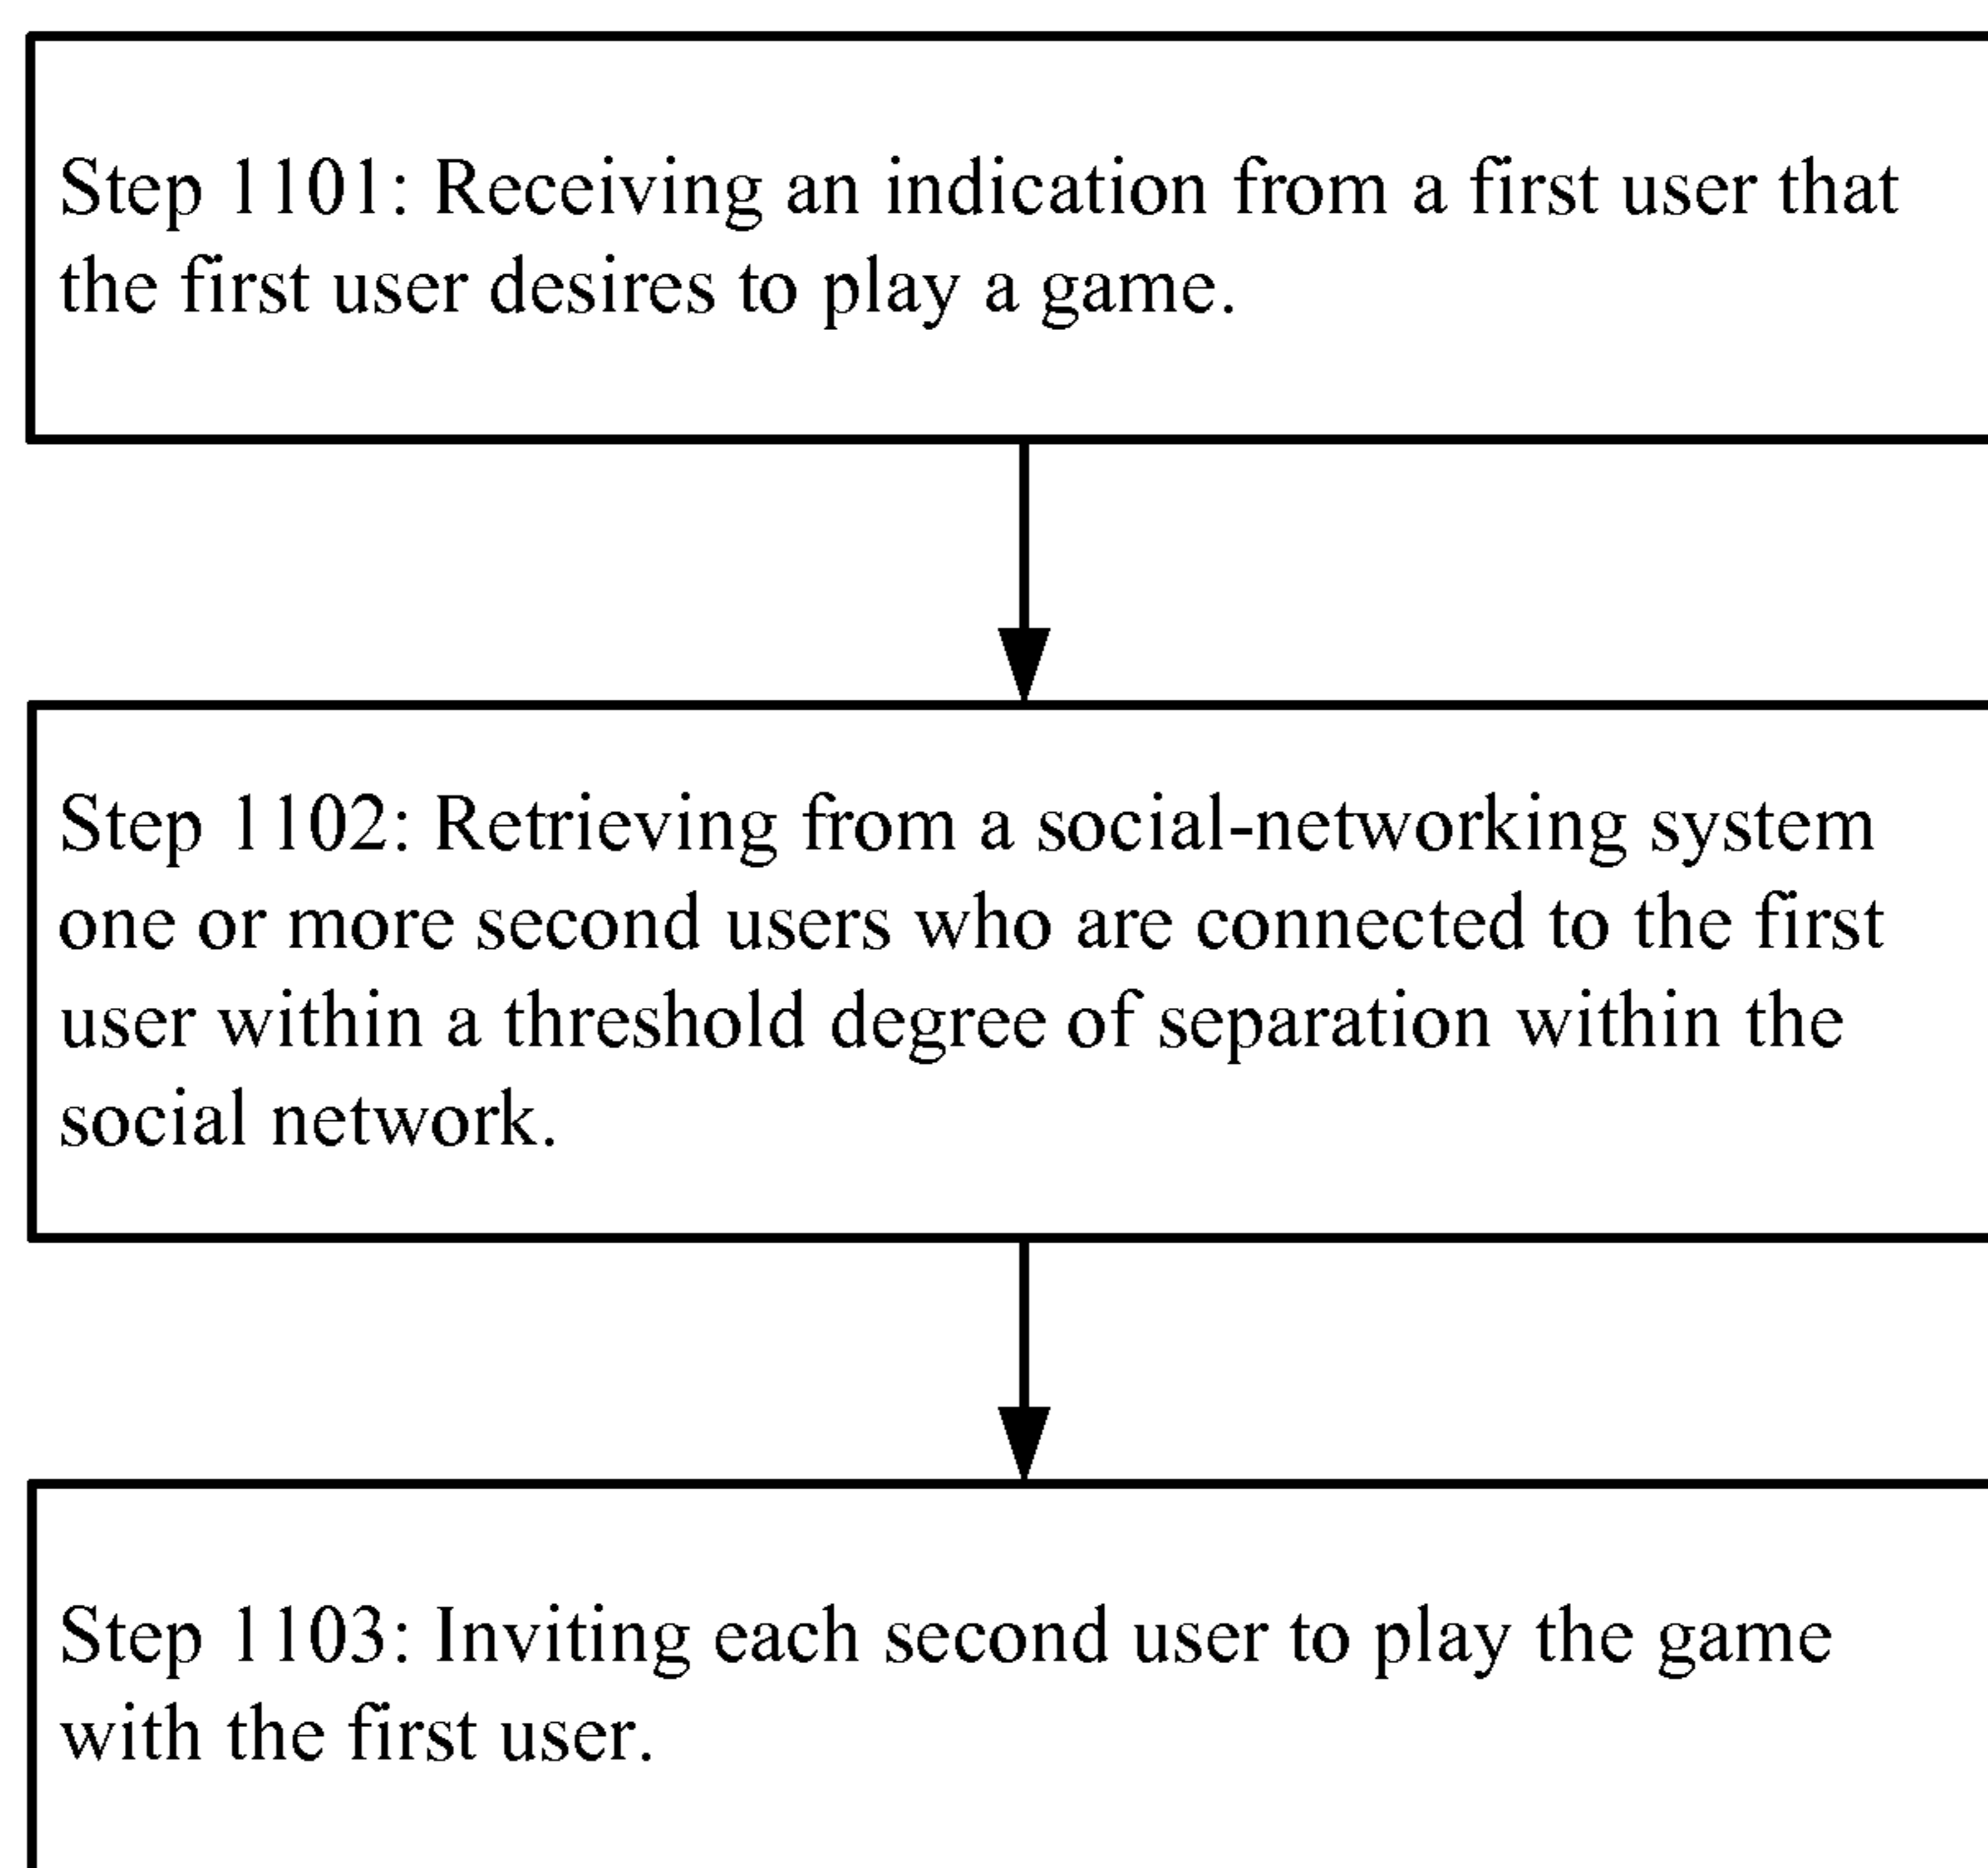 Step 1101: Receiving an indication from a first user that
the first user desires to play a game.
Step 1102: Retrieving from a social-networking system
one or more second users who are connected to the first
user within a threshold degree of separation within the
social network.
Step 1103: Inviting each second user to play the game
with the first user.